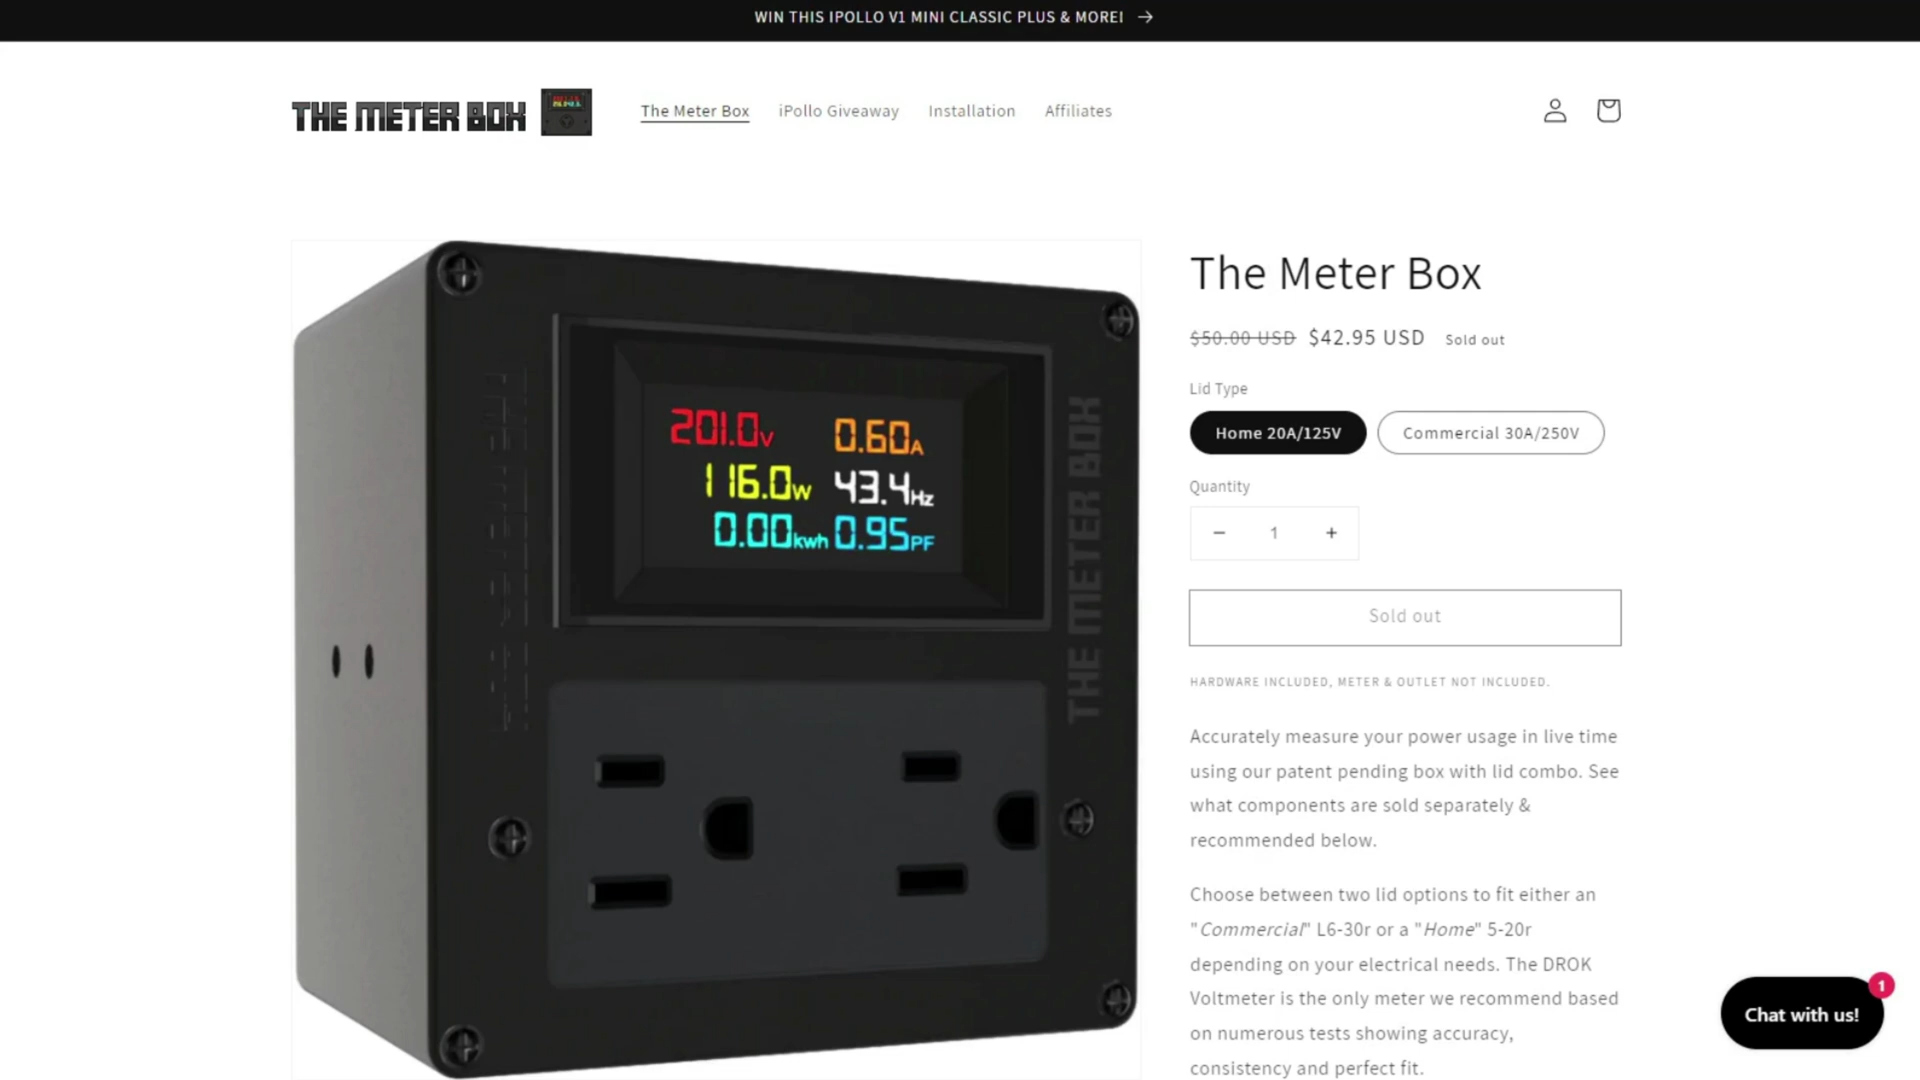 WIN THIS IPOLLO V1 MINI CLASSIC PLUS & MORE! →
THE METER BOX
The Meter Box
iPollo Giveaway
Installation
Affiliates
201.0V
0.60A
116.0W
43.4Hz
0.00kwh
0.95PF
THE METER BOX
The Meter Box
$50.00 USD $42.95 USD Sold out
Lid Type
Home 20A/125V
Commercial 30A/250V
Quantity
− 1 +
Sold out
HARDWARE INCLUDED, METER & OUTLET NOT INCLUDED.
Accurately measure your power usage in live time
using our patent pending box with lid combo. See
what components are sold separately &
recommended below.
Choose between two lid options to fit either an
"Commercial" L6-30r or a "Home" 5-20r
depending on your electrical needs. The DROK
Voltmeter is the only meter we recommend based
on numerous tests showing accuracy,
consistency and perfect fit.
1
Chat with us!